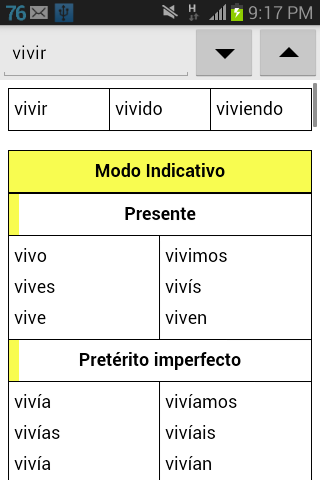 76 H 9:17 PM
vivir
vivir vivido viviendo
Modo Indicativo
Presente
vivo vivimos
vives vivís
vive viven
Pretérito imperfecto
vivía vivíamos
vivías vivíais
vivía vivían